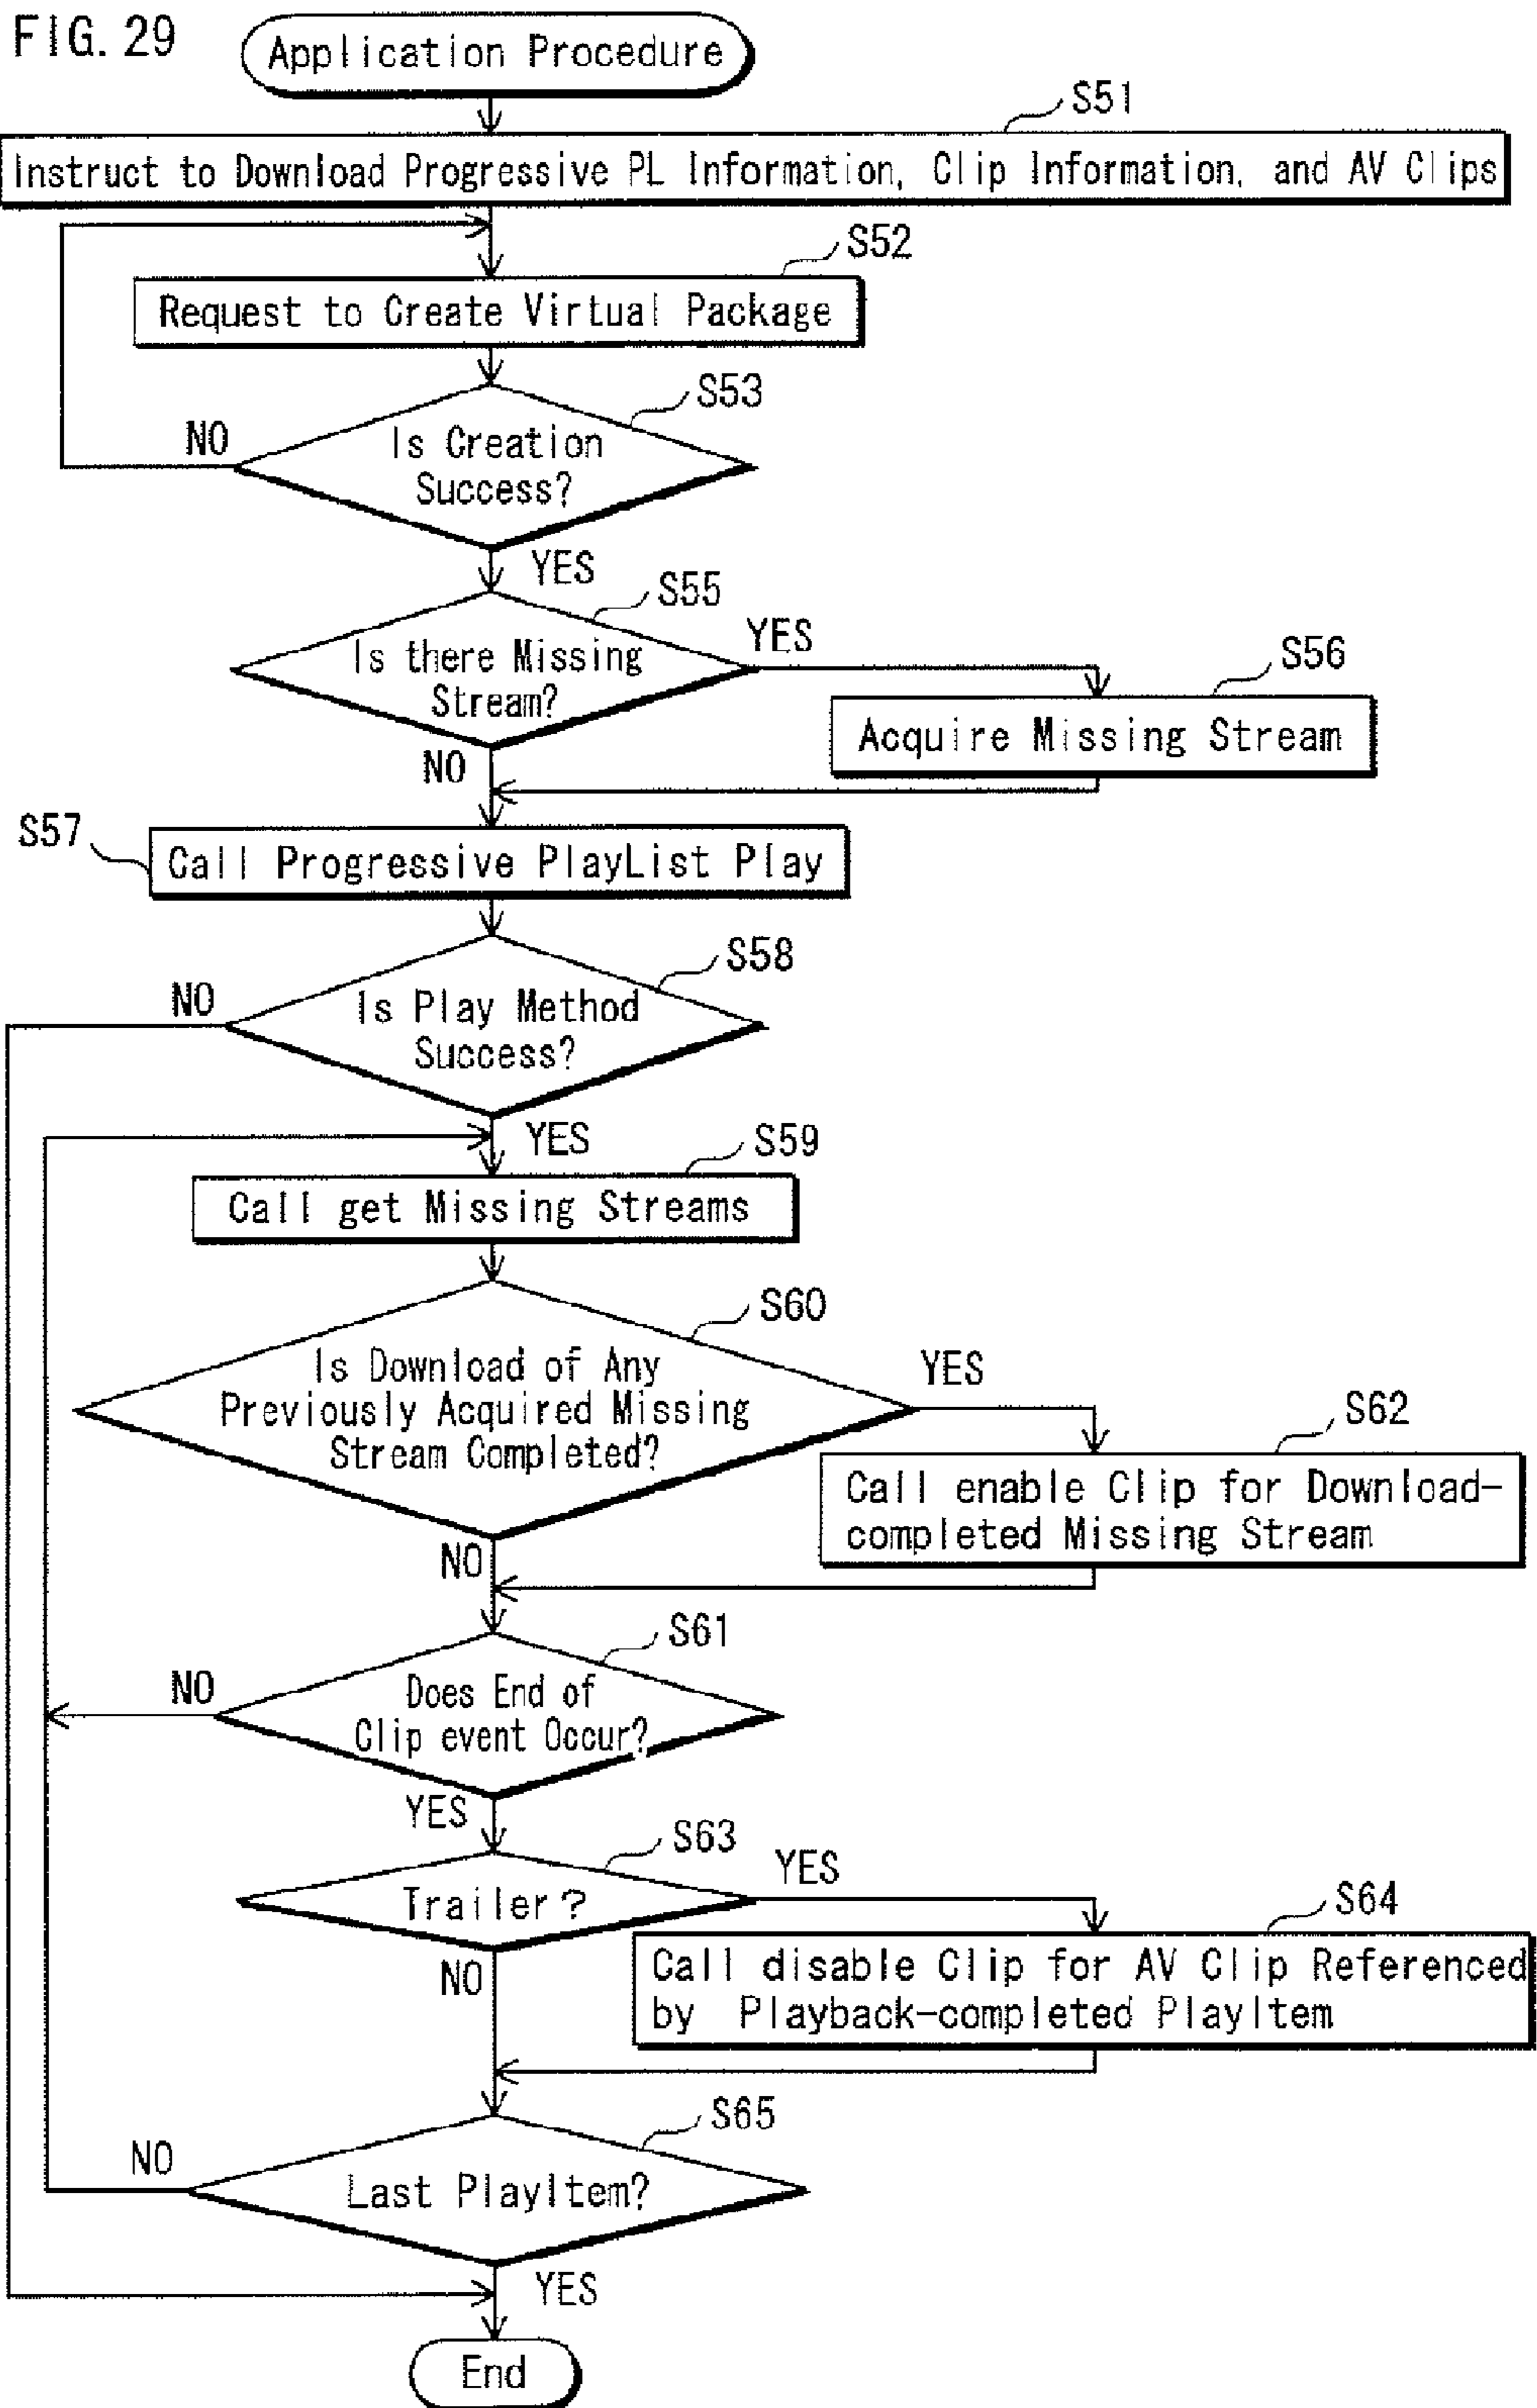 FIG. 29
Application Procedure
S51
Instruct to Download Progressive PL Information, Clip Information, and AV Clips
S52
Request to Create Virtual Package
S53
NO
Is Creation
Success?
YES
S55
YES
Is there Missing
Stream?
S56
Acquire Missing Stream
NO
S57
Call Progressive PlayList Play
S58
NO
Is Play Method
Success?
YES
S59
Call get Missing Streams
S60
Is Download of Any
Previously Acquired Missing
Stream Completed?
YES
S62
Call enable Clip for Download-
completed Missing Stream
NO
S61
NO
Does End of
Clip event Occur?
YES
S63
YES
Trailer?
S64
Call disable Clip for AV Clip Referenced
by Playback-completed PlayItem
NO
S65
NO
Last PlayItem?
YES
End